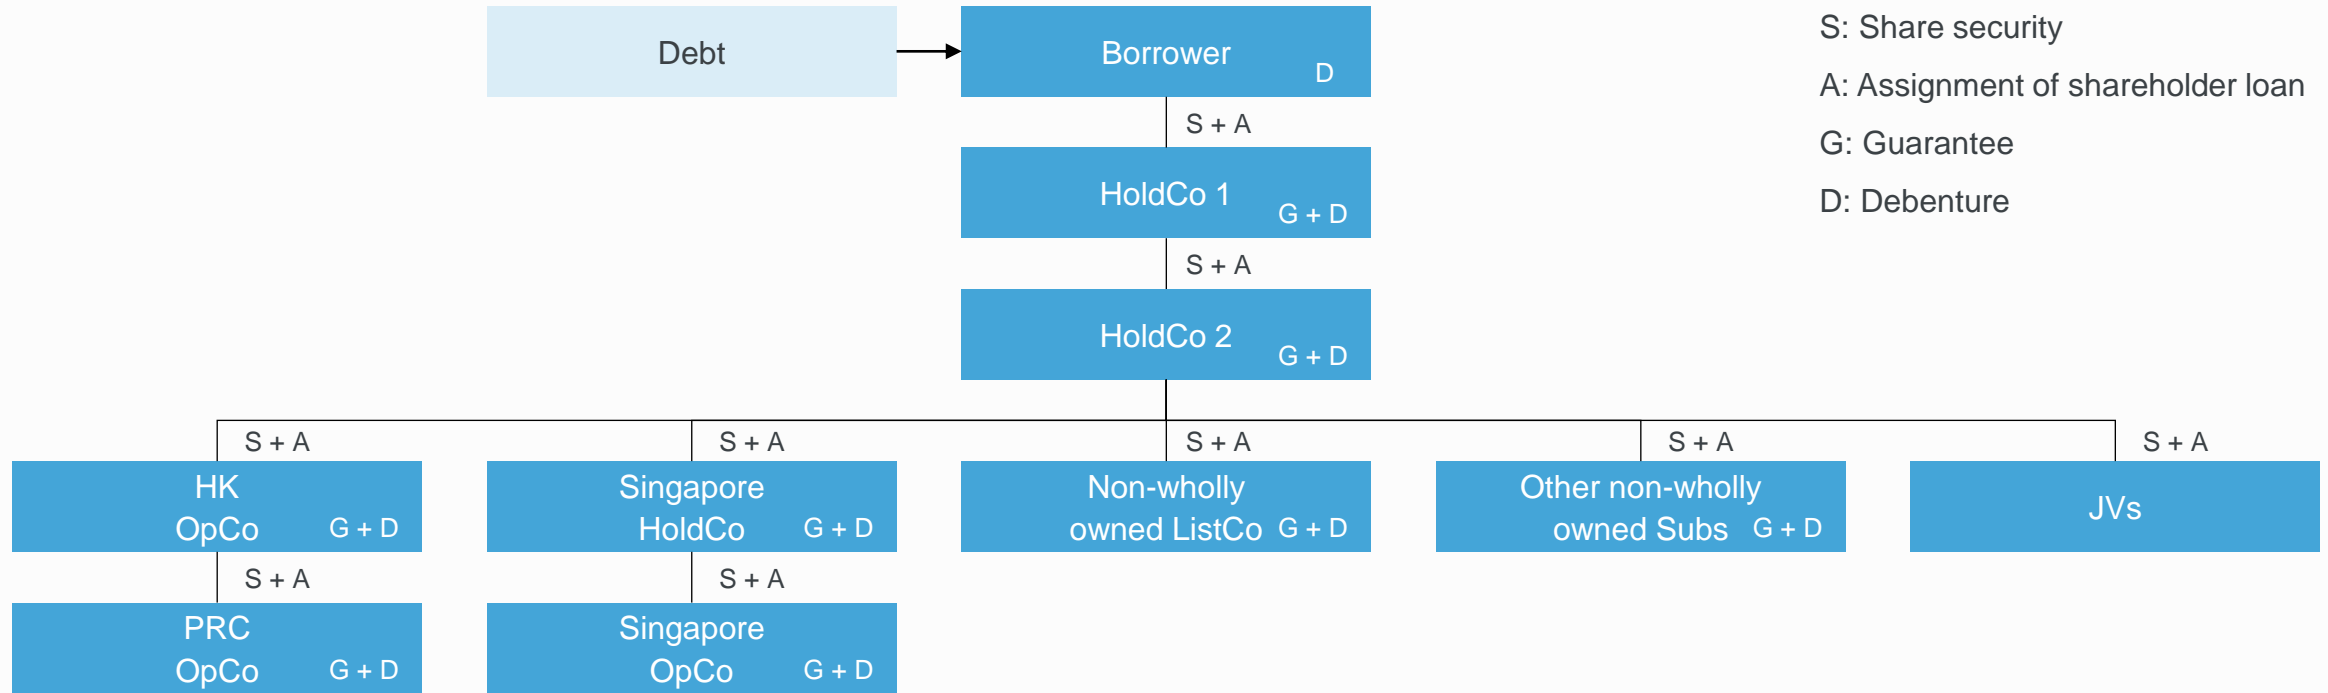 Debt
Borrower
D
S + A
HoldCo 1
G + D
S + A
HoldCo 2
G + D
S + A
S + A
S + A
S + A
S + A
HK
OpCo
G + D
Singapore
HoldCo
G + D
Non-wholly
owned ListCo
G + D
Other non-wholly
owned Subs
G + D
JVs
S + A
S + A
PRC
OpCo
G + D
Singapore
OpCo
G + D
S: Share security
A: Assignment of shareholder loan
G: Guarantee
D: Debenture